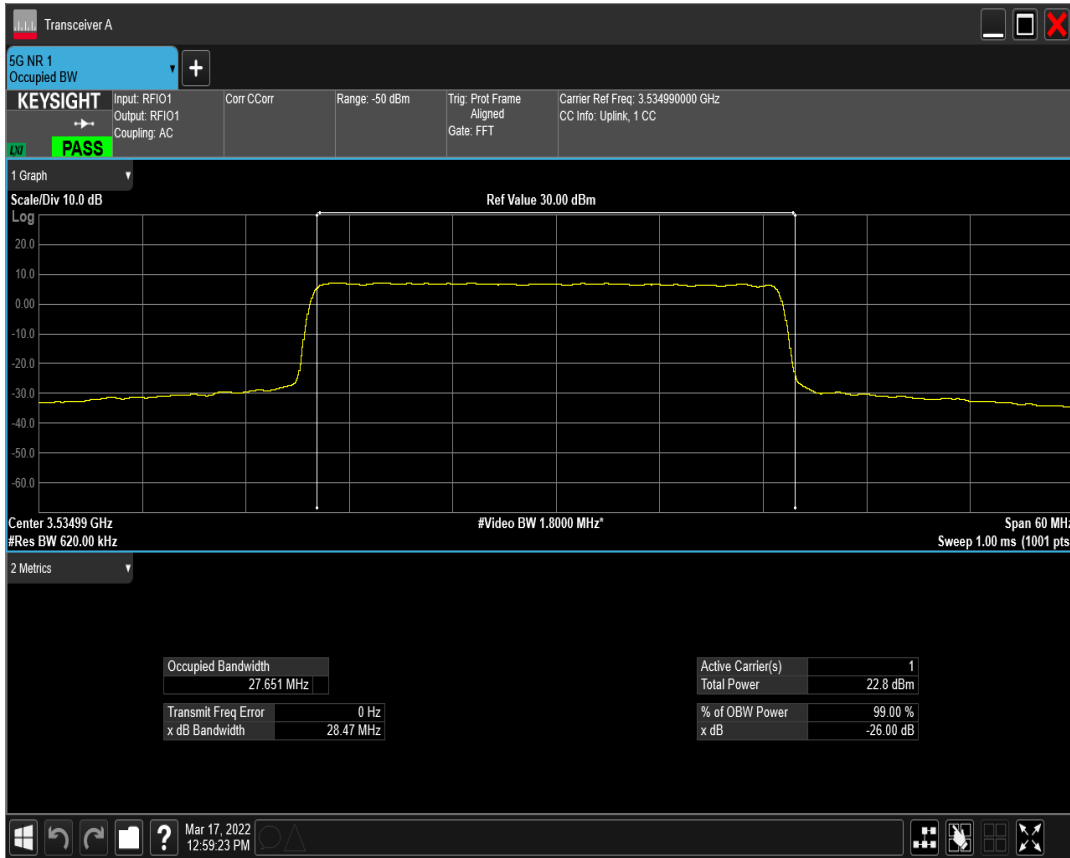 Transceiver A
5G NR 1
Occupied BW
KEYSIGHT
Input: RFIO1
Output: RFIO1
Coupling: AC
Corr CCorr
Range: -50 dBm
Trig: Prot Frame
Aligned
Gate: FFT
Carrier Ref Freq: 3.534990000 GHz
CC Info: Uplink, 1 CC
LXI
PASS
1 Graph
Scale/Div 10.0 dB
Ref Value 30.00 dBm
Log
20.0
10.0
0.00
-10.0
-20.0
-30.0
-40.0
-50.0
-60.0
Center 3.53499 GHz
#Video BW 1.8000 MHz*
Span 60 MHz
#Res BW 620.00 kHz
Sweep 1.00 ms (1001 pts
2 Metrics
Occupied Bandwidth
27.651 MHz
Transmit Freq Error 0 Hz
x dB Bandwidth 28.47 MHz
Active Carrier(s) 1
Total Power 22.8 dBm
% of OBW Power 99.00 %
x dB -26.00 dB
?
Mar 17, 2022
12:59:23 PM